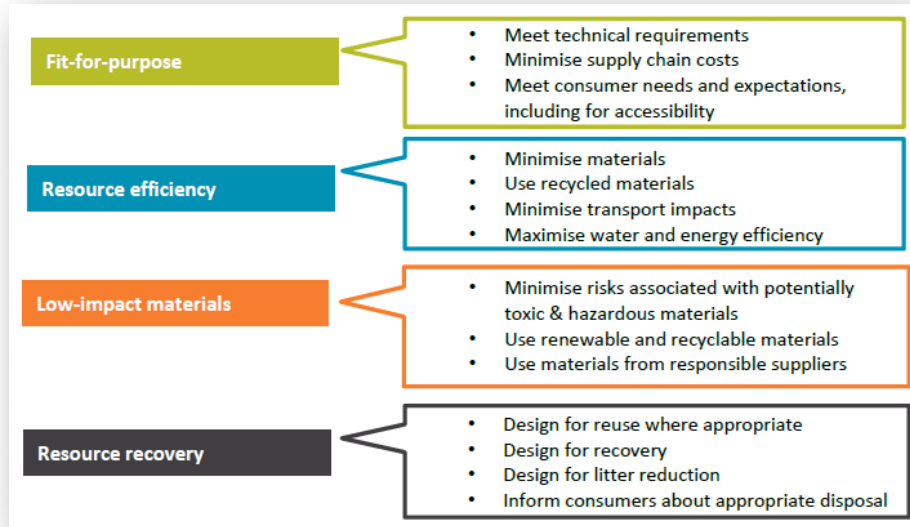 Fit-for-purpose
• Meet technical requirements
• Minimise supply chain costs
• Meet consumer needs and expectations,
including for accessibility
Resource efficiency
• Minimise materials
• Use recycled materials
• Minimise transport impacts
• Maximise water and energy efficiency
Low-impact materials
• Minimise risks associated with potentially
toxic & hazardous materials
• Use renewable and recyclable materials
• Use materials from responsible suppliers
Resource recovery
• Design for reuse where appropriate
• Design for recovery
• Design for litter reduction
• Inform consumers about appropriate disposal